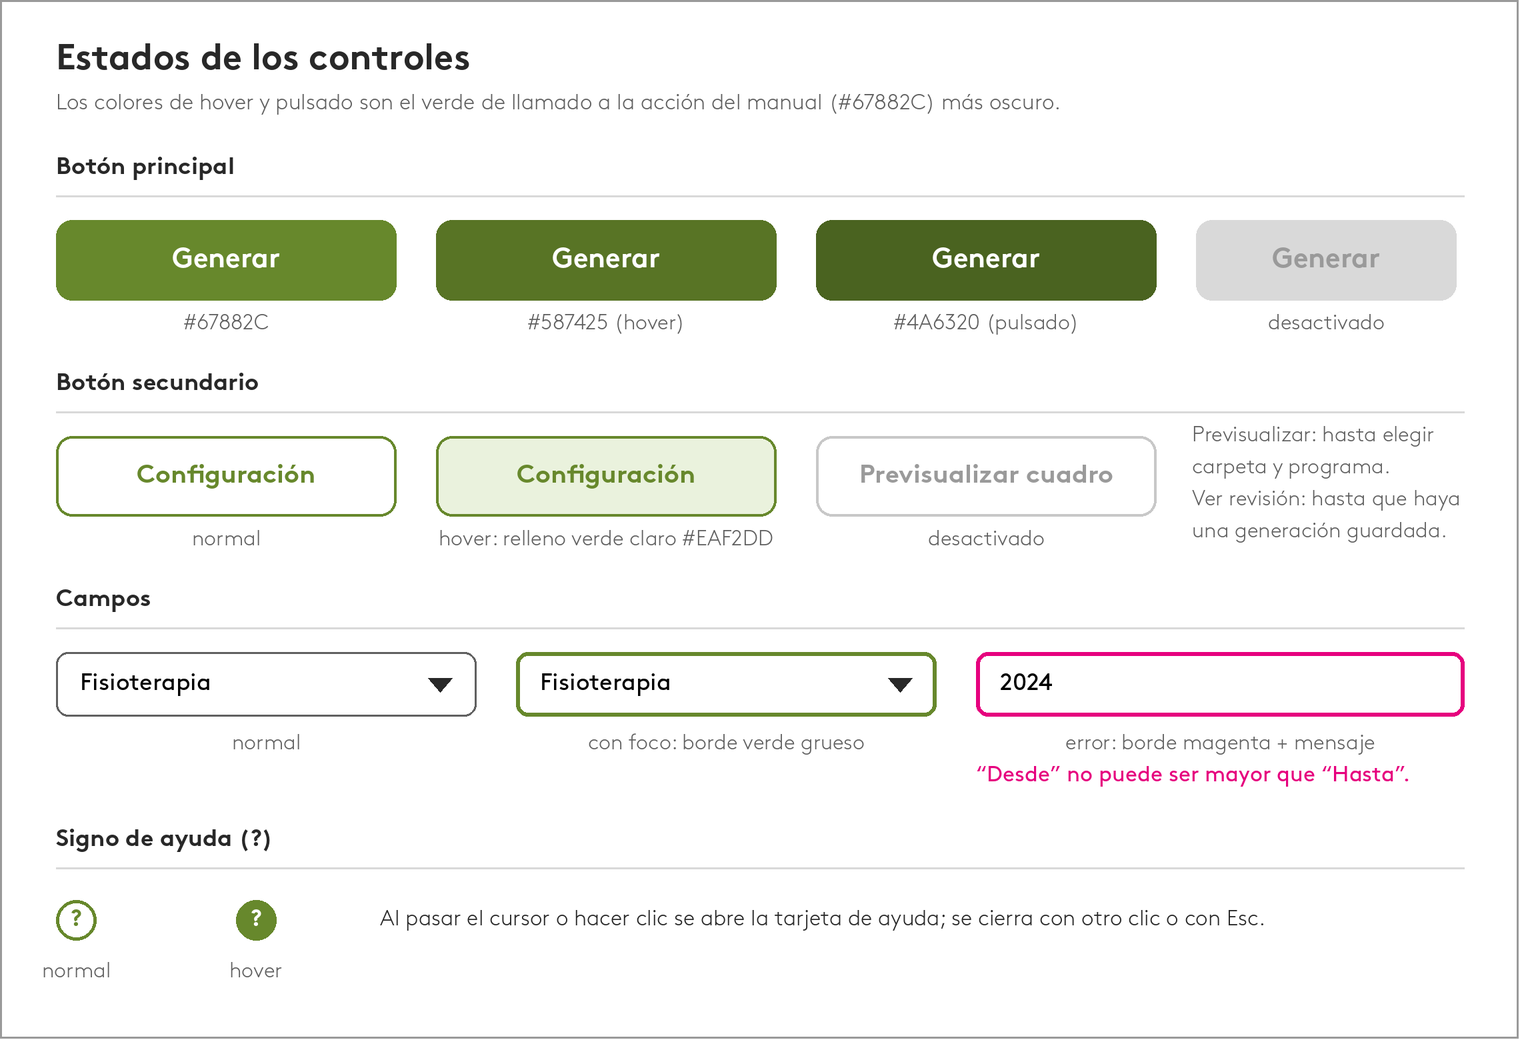 Estados de los controles
Los colores de hover y pulsado son el verde de llamado a la acción del manual (#67882C) más oscuro.
Botón principal
Generar
Generar
Generar
Generar
#67882C
#587425 (hover)
#4A6320 (pulsado)
desactivado
Botón secundario
Configuración
Configuración
Previsualizar cuadro
Previsualizar: hasta elegir
carpeta y programa.
Ver revisión: hasta que haya
una generación guardada.
normal
hover: relleno verde claro #EAF2DD
desactivado
Campos
Fisioterapia
Fisioterapia
2024
normal
con foco: borde verde grueso
error: borde magenta + mensaje
“Desde” no puede ser mayor que “Hasta”.
Signo de ayuda (?)
?
?
Al pasar el cursor o hacer clic se abre la tarjeta de ayuda; se cierra con otro clic o con Esc.
normal
hover